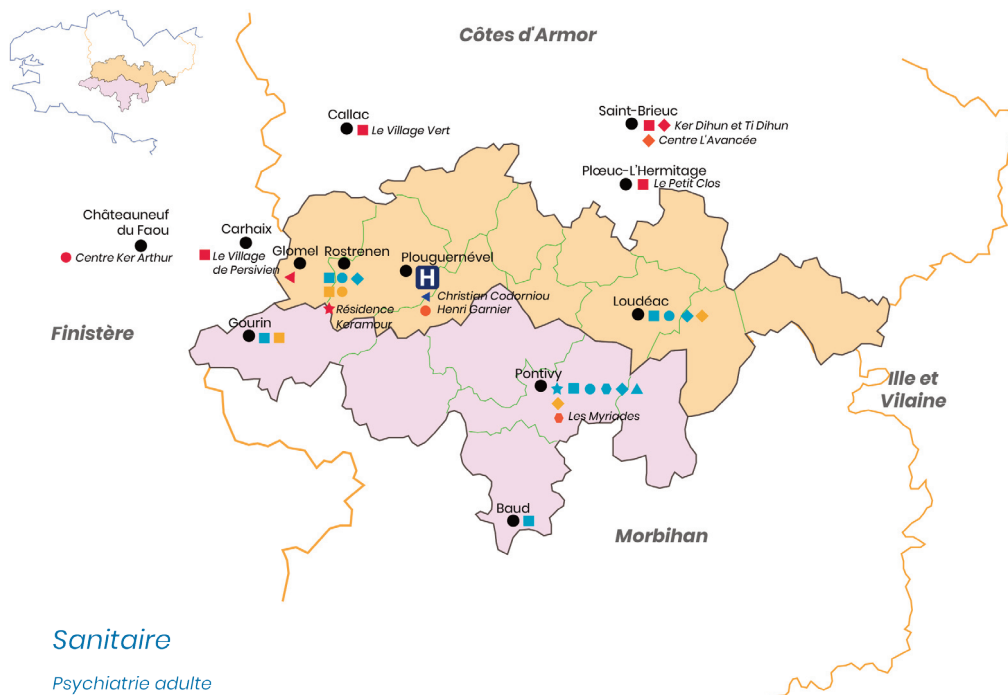 Côtes d'Armor
Callac
Le Village Vert
Saint-Brieuc
Ker Dihun et Ti Dihun
Centre L'Avancée
Plœuc-L'Hermitage
Le Petit Clos
Châteauneuf
du Faou
Centre Ker Arthur
Carhaix
Le Village
de Persivien
Glomel
Rostrenen
Plouguernével
H
Christian Codorniou
Henri Garnier
Résidence
Keramour
Loudéac
Finistère
Gourin
Pontivy
Les Myriades
Ille et
Vilaine
Baud
Morbihan
Sanitaire
Psychiatrie adulte